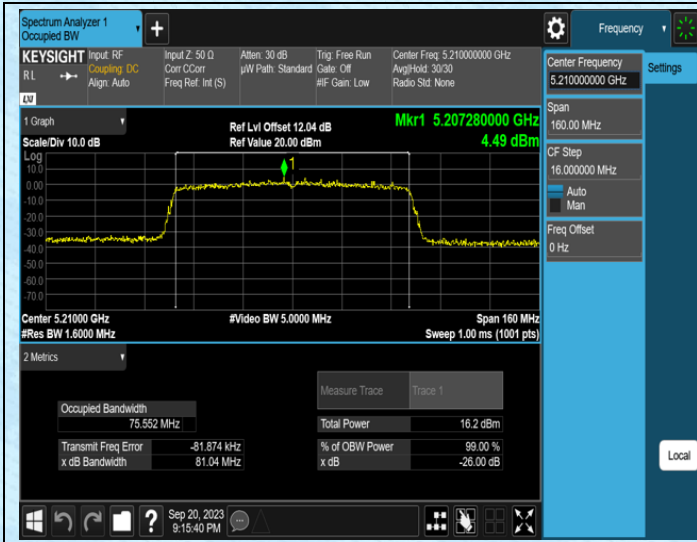 Spectrum Analyzer 1
Occupied BW
Frequency
KEYSIGHT
RL
Input: RF
Coupling: DC
Align: Auto
Input Z: 50 Ω
Corr CCorr
Freq Ref: Int (S)
Atten: 30 dB
µW Path: Standard
Trig: Free Run
Gate: Off
#IF Gain: Low
Center Freq: 5.210000000 GHz
Avg|Hold: 30/30
Radio Std: None
Center Frequency
5.210000000 GHz
Settings
Span
160.00 MHz
CF Step
16.000000 MHz
Auto
Man
Freq Offset
0 Hz
1 Graph
Scale/Div 10.0 dB
Ref Lvl Offset 12.04 dB
Ref Value 20.00 dBm
Mkr1 5.207280000 GHz
4.49 dBm
Log
10.0
0.00
-10.0
-20.0
-30.0
-40.0
-50.0
-60.0
-70.0
1
Center 5.21000 GHz
#Res BW 1.6000 MHz
#Video BW 5.0000 MHz
Span 160 MHz
Sweep 1.00 ms (1001 pts)
2 Metrics
Measure Trace
Trace 1
Occupied Bandwidth
75.552 MHz
Total Power
16.2 dBm
Transmit Freq Error
-81.874 kHz
% of OBW Power
99.00 %
x dB Bandwidth
81.04 MHz
x dB
-26.00 dB
Local
?
Sep 20, 2023
9:15:40 PM